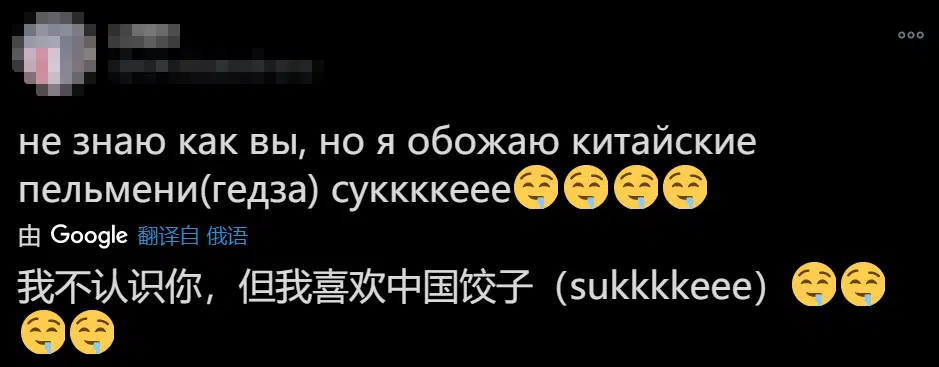 не знаю как вы, но я обожаю китайские
пельмени(гедза) суккккеее🤤🤤🤤🤤
由 Google 翻译自 俄语
我不认识你，但我喜欢中国饺子（sukkkkeee）🤤🤤
🤤🤤